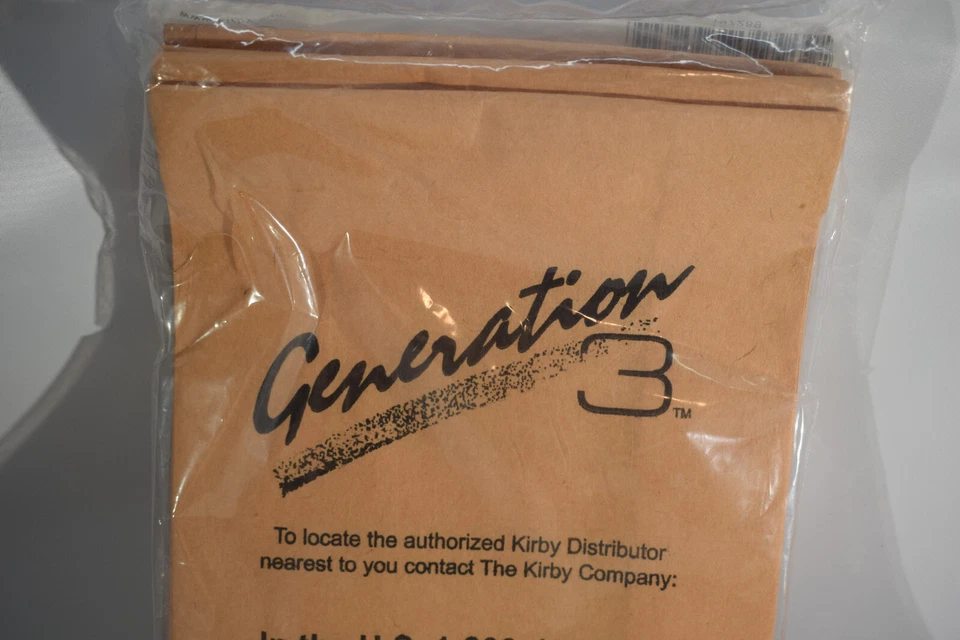 Generation
3™
To locate the authorized Kirby Distributor
nearest to you contact The Kirby Company: